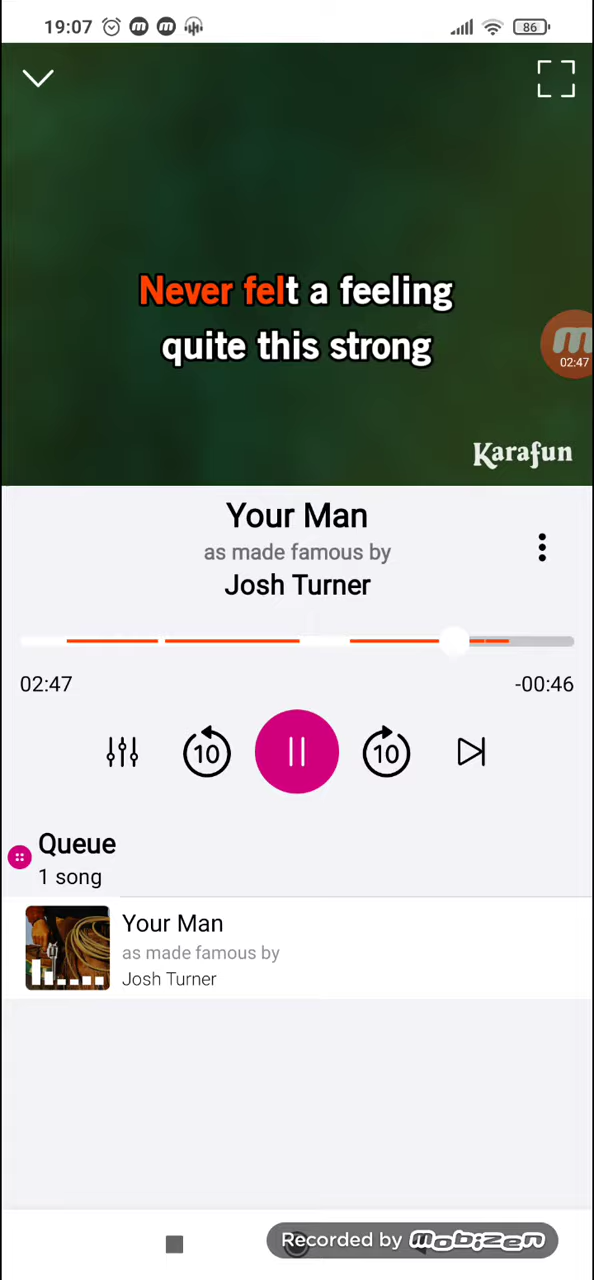 19:07
86
Never felt a feeling
quite this strong
02:47
Karafun
Your Man
as made famous by
Josh Turner
02:47
-00:46
10
10
Queue
1 song
Your Man
as made famous by
Josh Turner
Recorded by mobizen